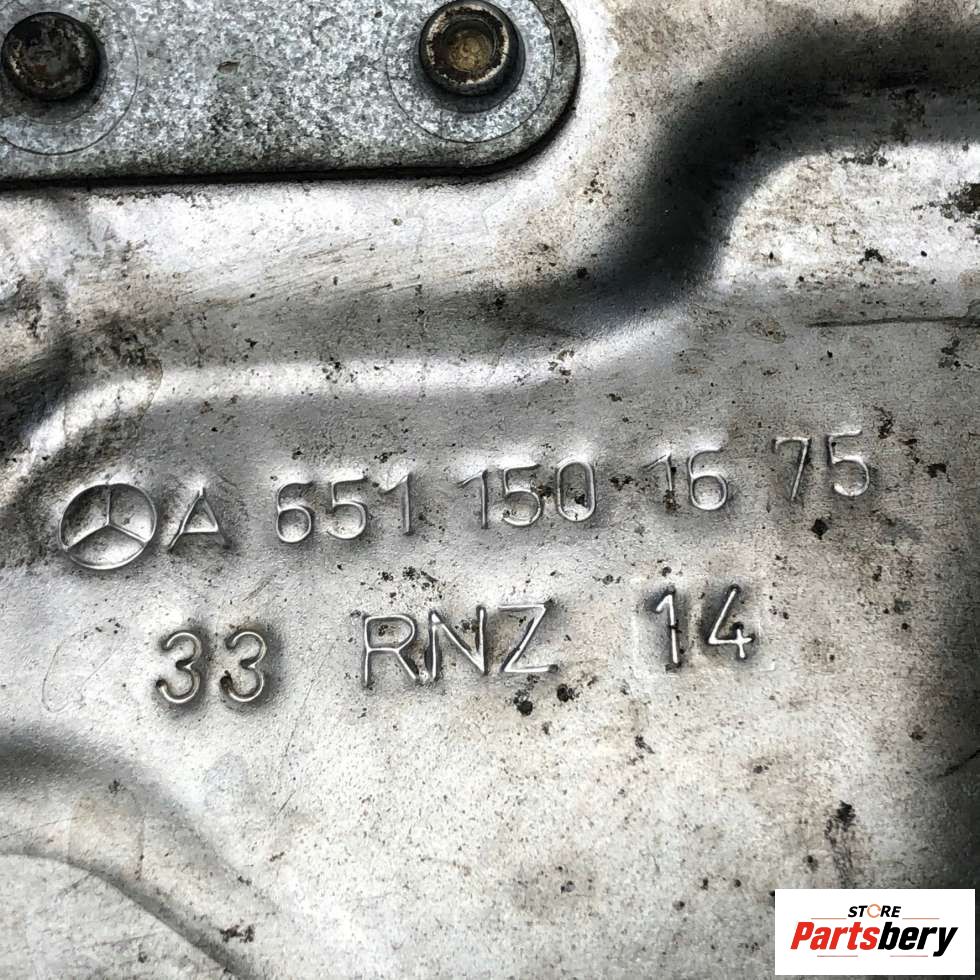 A 651 150 16 75
33 RNZ 14
STORE
Partsbery